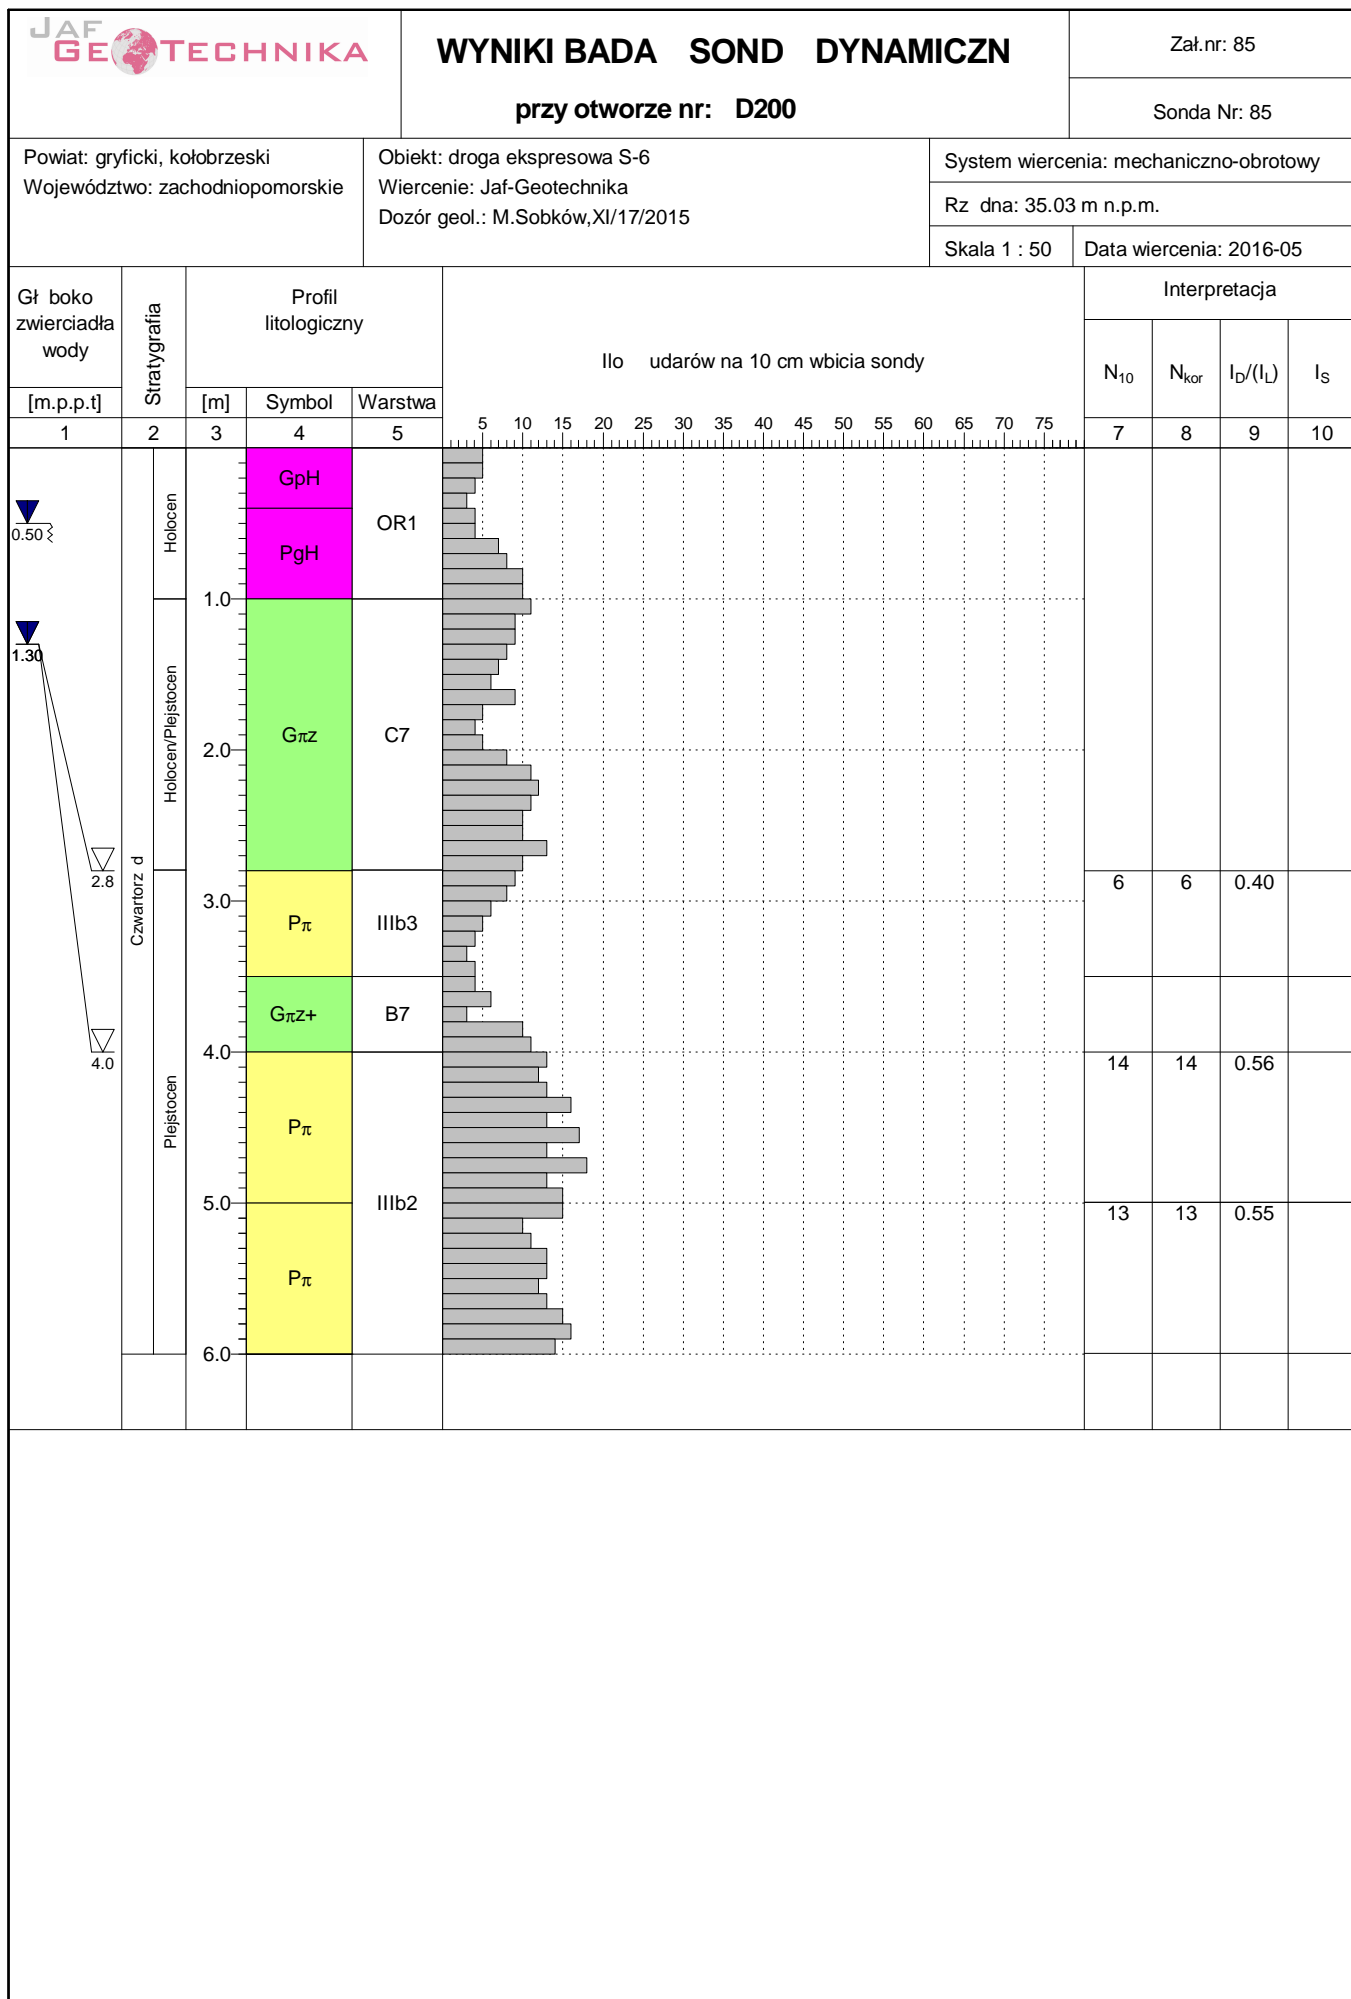 JAF
GEOTECHNIKA
WYNIKI BADA SOND DYNAMICZN
przy otworze nr: D200
Zał.nr: 85
Sonda Nr: 85
Powiat: gryficki, kołobrzeski
Województwo: zachodniopomorskie
Obiekt: droga ekspresowa S-6
Wiercenie: Jaf-Geotechnika
Dozór geol.: M.Sobków,XI/17/2015
System wiercenia: mechaniczno-obrotowy
Rz dna: 35.03 m n.p.m.
Skala 1 : 50
Data wiercenia: 2016-05
Gł boko
zwierciadła
wody
[m.p.p.t]
Stratygrafia
Profil
litologiczny
[m] Symbol Warstwa
Ilo udarów na 10 cm wbicia sondy
Interpretacja
N10 Nkor ID/(IL) IS
1 2 3 4 5
5 10 15 20 25 30 35 40 45 50 55 60 65 70 75
7 8 9 10
0.50
1.30
2.8
4.0
Czwartorz d
Holocen
Holocen/Plejstocen
Plejstocen
1.0
2.0
3.0
4.0
5.0
6.0
GpH
PgH
Gπz
Pπ
Gπz+
Pπ
Pπ
OR1
C7
IIIb3
B7
IIIb2
6 6 0.40
14 14 0.56
13 13 0.55